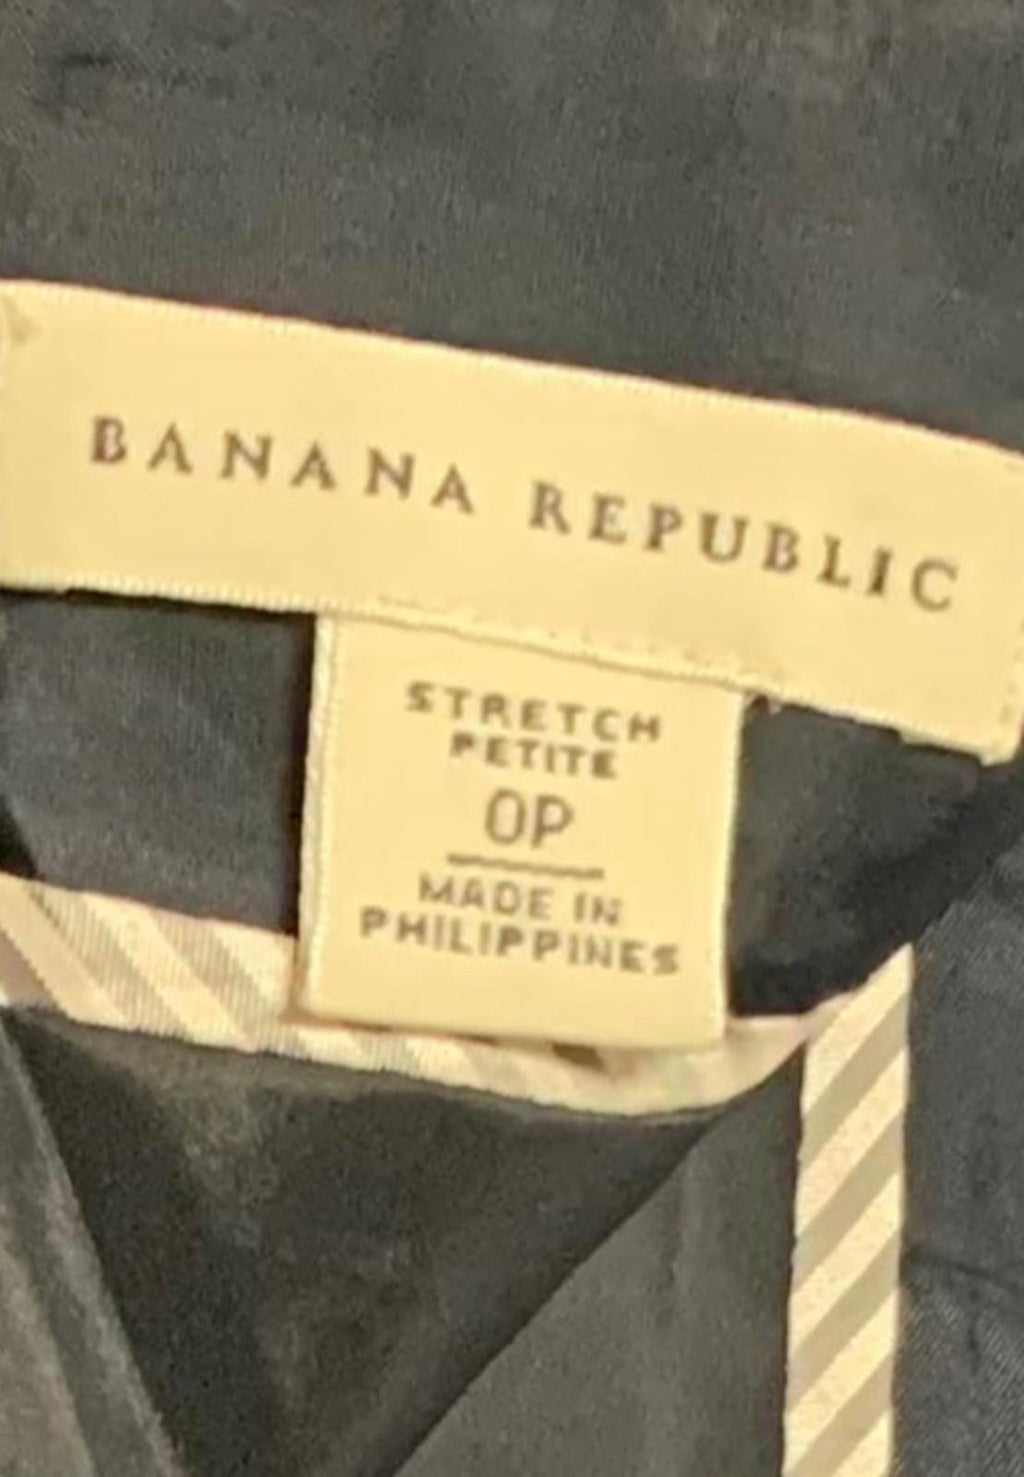 BANANA REPUBLIC
STRETCH
PETITE
0P
MADE IN
PHILIPPINES